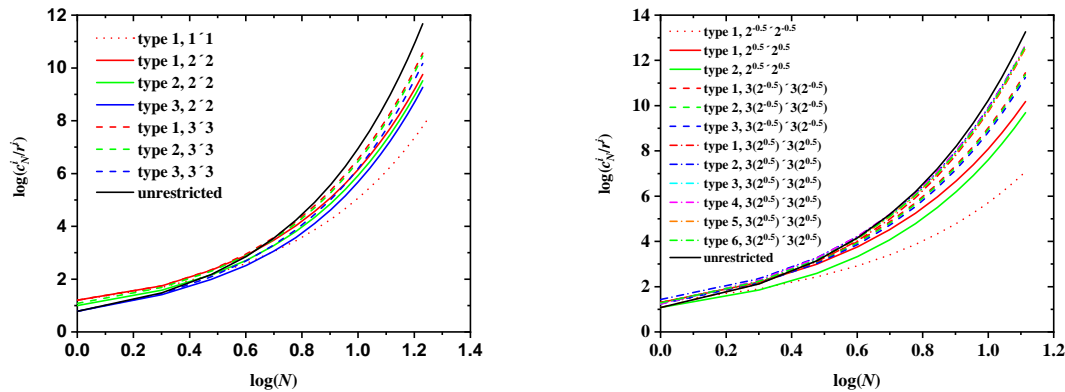 12
10
8
6
4
2
0
log(c_N^i/r^i)
type 1, 1´1
type 1, 2´2
type 2, 2´2
type 3, 2´2
type 1, 3´3
type 2, 3´3
type 3, 3´3
unrestricted
0.0 0.2 0.4 0.6 0.8 1.0 1.2 1.4
log(N)
14
12
10
8
6
4
2
0
log(c_N^i/r^i)
type 1, 2^-0.5´2^-0.5
type 1, 2^0.5´2^0.5
type 2, 2^0.5´2^0.5
type 1, 3(2^-0.5)´3(2^-0.5)
type 2, 3(2^-0.5)´3(2^-0.5)
type 3, 3(2^-0.5)´3(2^-0.5)
type 1, 3(2^0.5)´3(2^0.5)
type 2, 3(2^0.5)´3(2^0.5)
type 3, 3(2^0.5)´3(2^0.5)
type 4, 3(2^0.5)´3(2^0.5)
type 5, 3(2^0.5)´3(2^0.5)
type 6, 3(2^0.5)´3(2^0.5)
unrestricted
0.0 0.2 0.4 0.6 0.8 1.0 1.2
log(N)